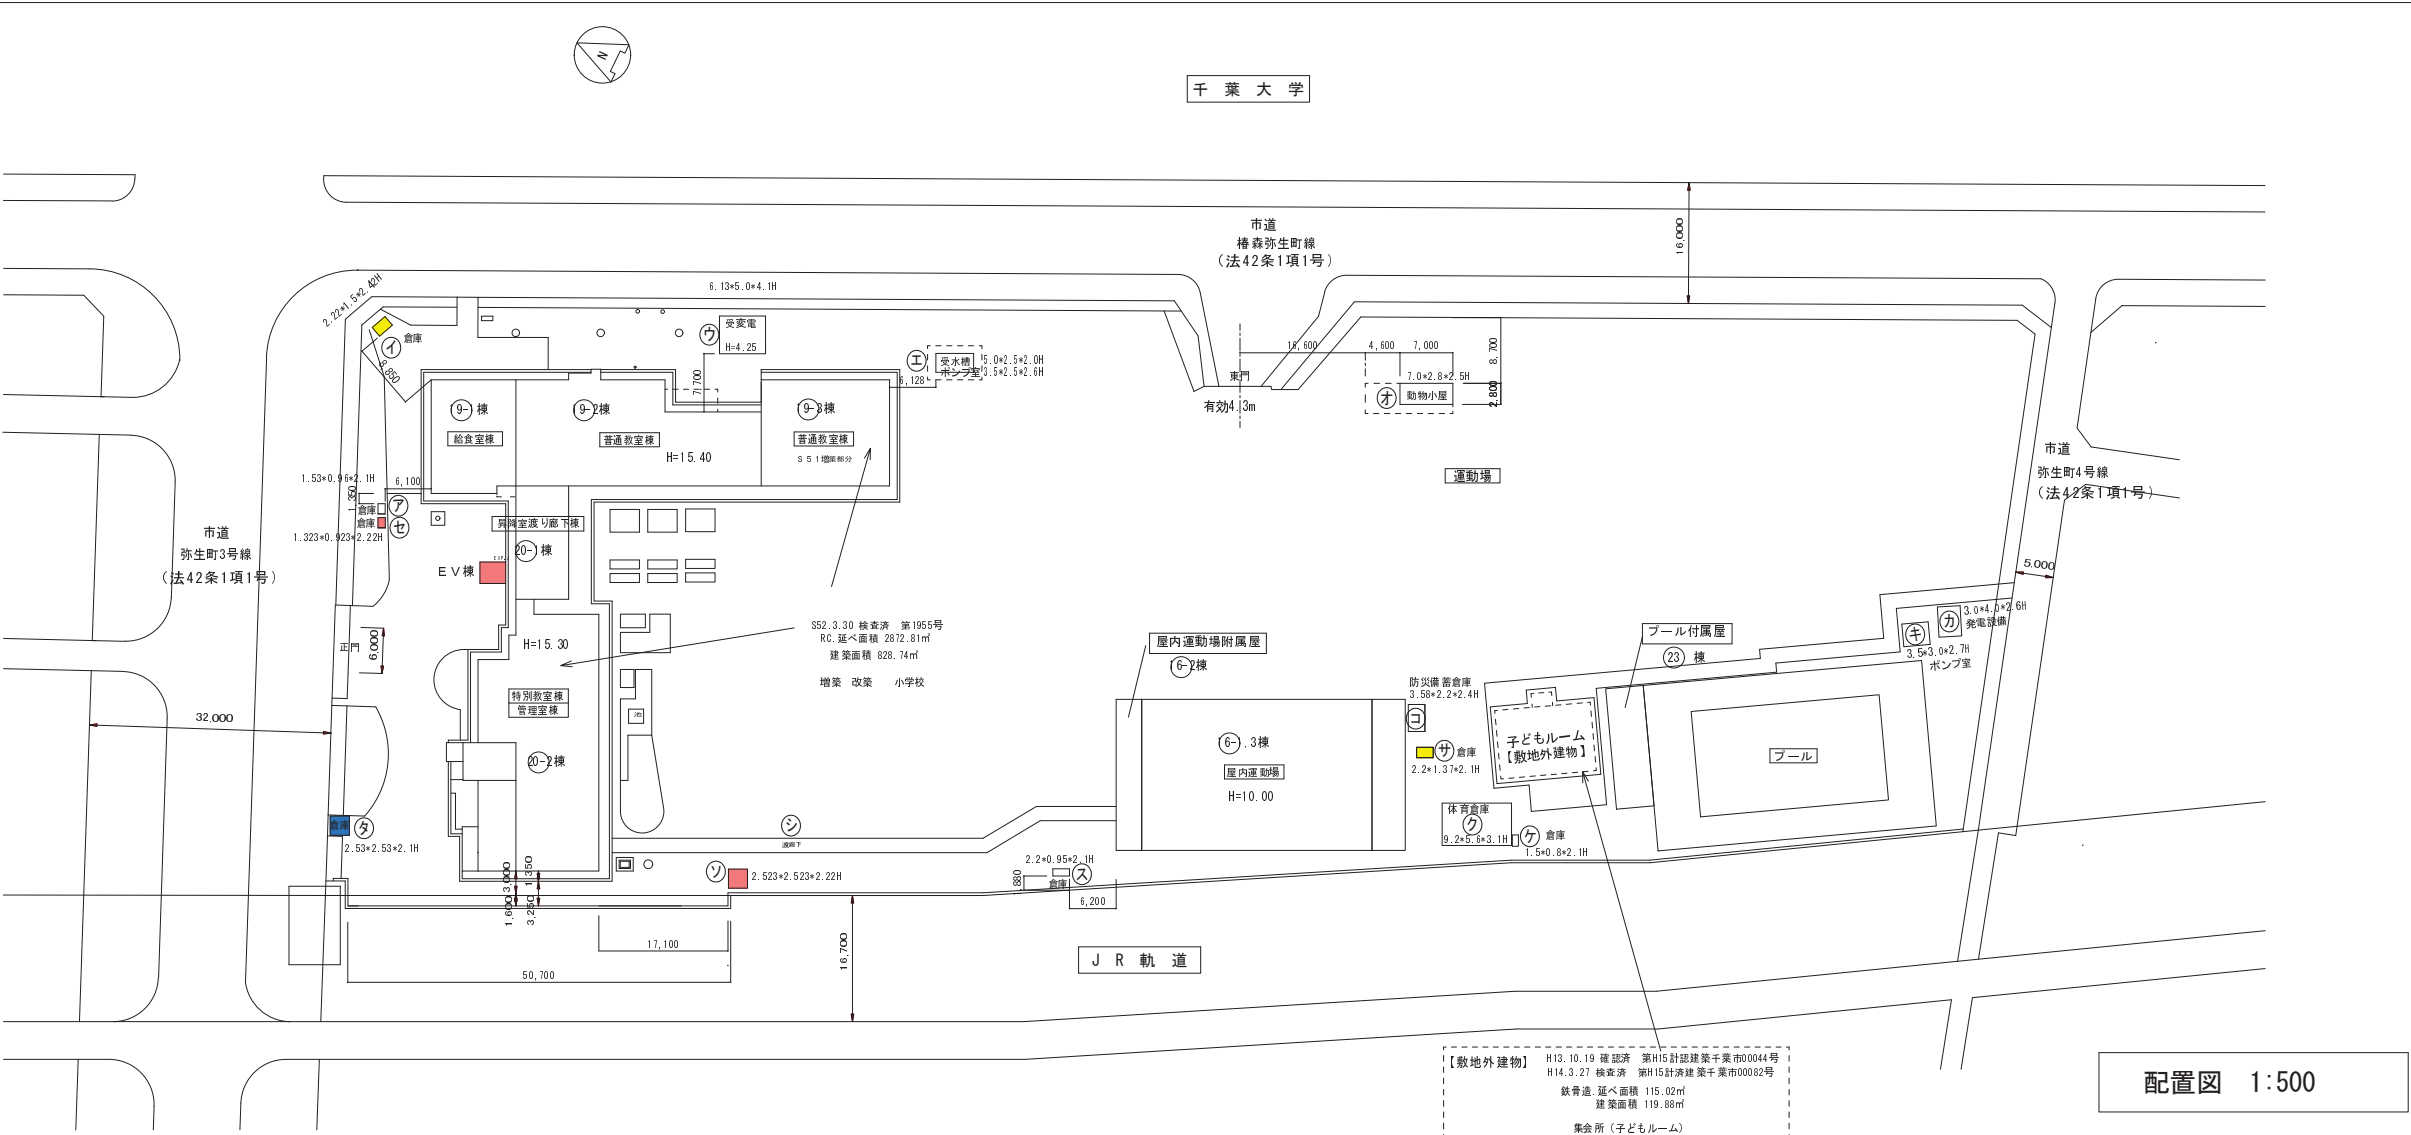 N
千葉大学
市道
椿森弥生町線
(法42条1項1号)
16,000
2.22*1.5*2.42H
6.13*5.0*4.1H
イ
倉庫
8,850
ウ
受変電
H=4.25
7,700
エ
受水槽
ポンプ室
5.0*2.5*2.0H
3.5*2.5*2.6H
6,128
東門
有効4.3m
16,600
4,600
7,000
8,700
7.0*2.8*2.5H
オ
動物小屋
2,800
19-1棟
給食室棟
19-2棟
普通教室棟
H=15.40
19-3棟
普通教室棟
S51増築部分
運動場
市道
弥生町4号線
(法42条1項1号)
5,000
1.53*0.96*2.1H
6,100
1,350
倉庫
ア
倉庫
セ
1.323*0.923*2.22H
市道
弥生町3号線
(法42条1項1号)
昇降室渡り廊下棟
20-1棟
EV棟
正門
6,000
H=15.30
特別教室棟
管理室棟
20-2棟
池
32,000
S52.3.30 検査済 第1955号
RC.延べ面積 2872.81㎡
建築面積 828.74㎡
増築 改築 小学校
屋内運動場附属屋
16-2棟
16-1.3棟
屋内運動場
H=10.00
防災備蓄倉庫
3.58*2.2*2.4H
コ
サ
倉庫
2.2*1.37*2.1H
体育倉庫
ク
9.2*5.6*3.1H
ケ
倉庫
1.5*0.8*2.1H
子どもルーム
【敷地外建物】
プール付属屋
23 棟
プール
カ
3.0*4.0*2.6H
発電設備
キ
3.5*3.0*2.7H
ポンプ室
倉庫
タ
2.53*2.53*2.1H
シ
渡廊下
ソ
2.523*2.523*2.22H
2.2*0.95*2.1H
ス
倉庫
880
6,200
3,000
1,350
1,600
3,250
17,100
50,700
16,700
JR軌道
【敷地外建物】
H13.10.19 確認済 第H15計認建築千葉市00044号
H14.3.27 検査済 第H15計済建築千葉市00082号
鉄骨造.延べ面積 115.02㎡
建築面積 119.88㎡
集会所(子どもルーム)
配置図 1:500